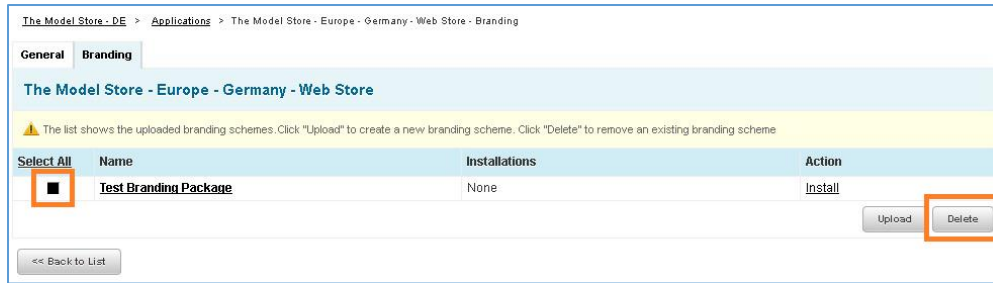 The Model Store - DE > Applications > The Model Store - Europe - Germany - Web Store - Branding
General Branding
The Model Store - Europe - Germany - Web Store
The list shows the uploaded branding schemes.Click "Upload" to create a new branding scheme. Click "Delete" to remove an existing branding scheme
Select All Name Installations Action
Test Branding Package None Install
Upload Delete
<< Back to List